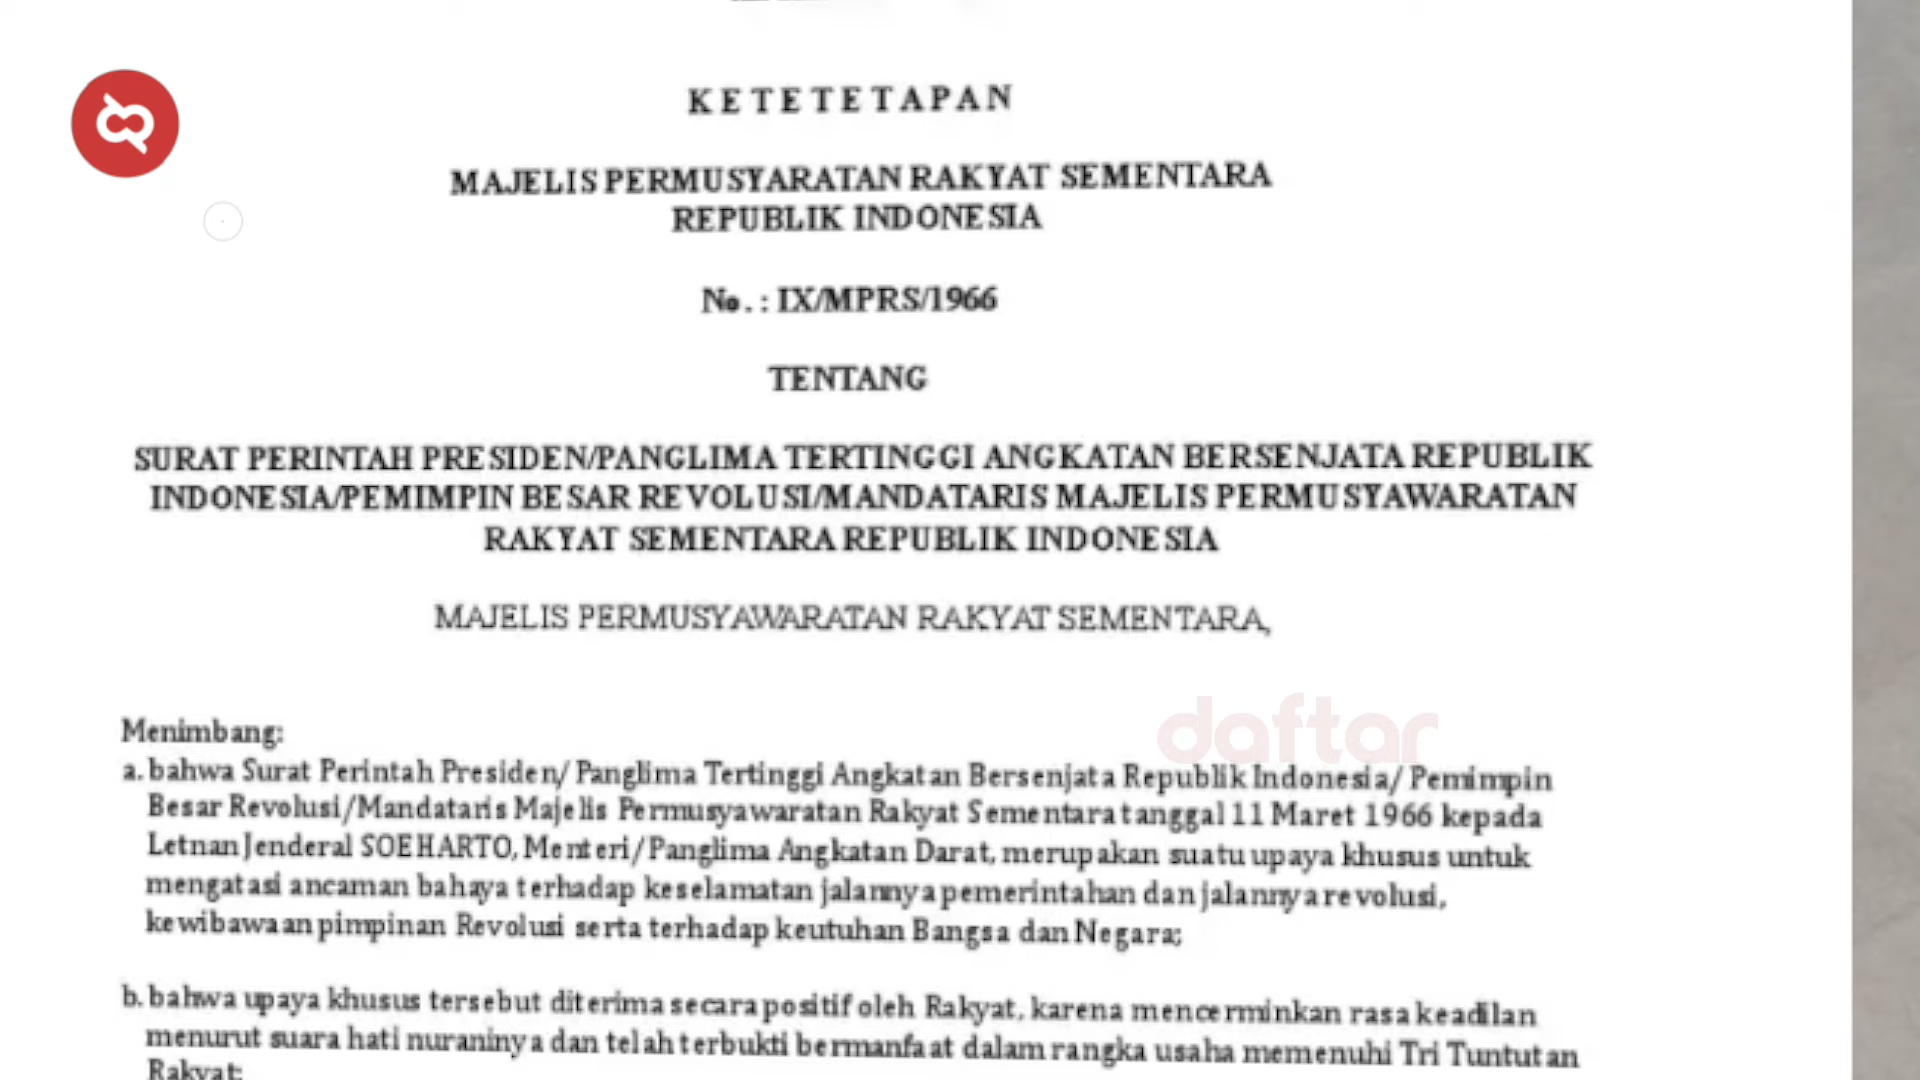 KETETETAPAN
MAJELIS PERMUSYARATAN RAKYAT SEMENTARA
REPUBLIK INDONESIA
No. : IX/MPRS/1966
TENTANG
SURAT PERINTAH PRESIDEN/PANGLIMA TERTINGGI ANGKATAN BERSENJATA REPUBLIK
INDONESIA/PEMIMPIN BESAR REVOLUSI/MANDATARIS MAJELIS PERMUSYAWARATAN
RAKYAT SEMENTARA REPUBLIK INDONESIA
MAJELIS PERMUSYAWARATAN RAKYAT SEMENTARA,
daftar
Menimbang:
a. bahwa Surat Perintah Presiden/ Panglima Tertinggi Angkatan Bersenjata Republik Indonesia/ Pemimpin
Besar Revolusi/Mandataris Majelis Permusyawaratan Rakyat Sementara tanggal 11 Maret 1966 kepada
Letnan Jenderal SOEHARTO, Menteri/Panglima Angkatan Darat, merupakan suatu upaya khusus untuk
mengatasi ancaman bahaya terhadap keselamatan jalannya pemerintahan dan jalannya revolusi,
kewibawaan pimpinan Revolusi serta terhadap keutuhan Bangsa dan Negara;
b. bahwa upaya khusus tersebut diterima secara positif oleh Rakyat, karena mencerminkan rasa keadilan
menurut suara hati nuraninya dan telah terbukti bermanfaat dalam rangka usaha memenuhi Tri Tuntutan
Rakyat;